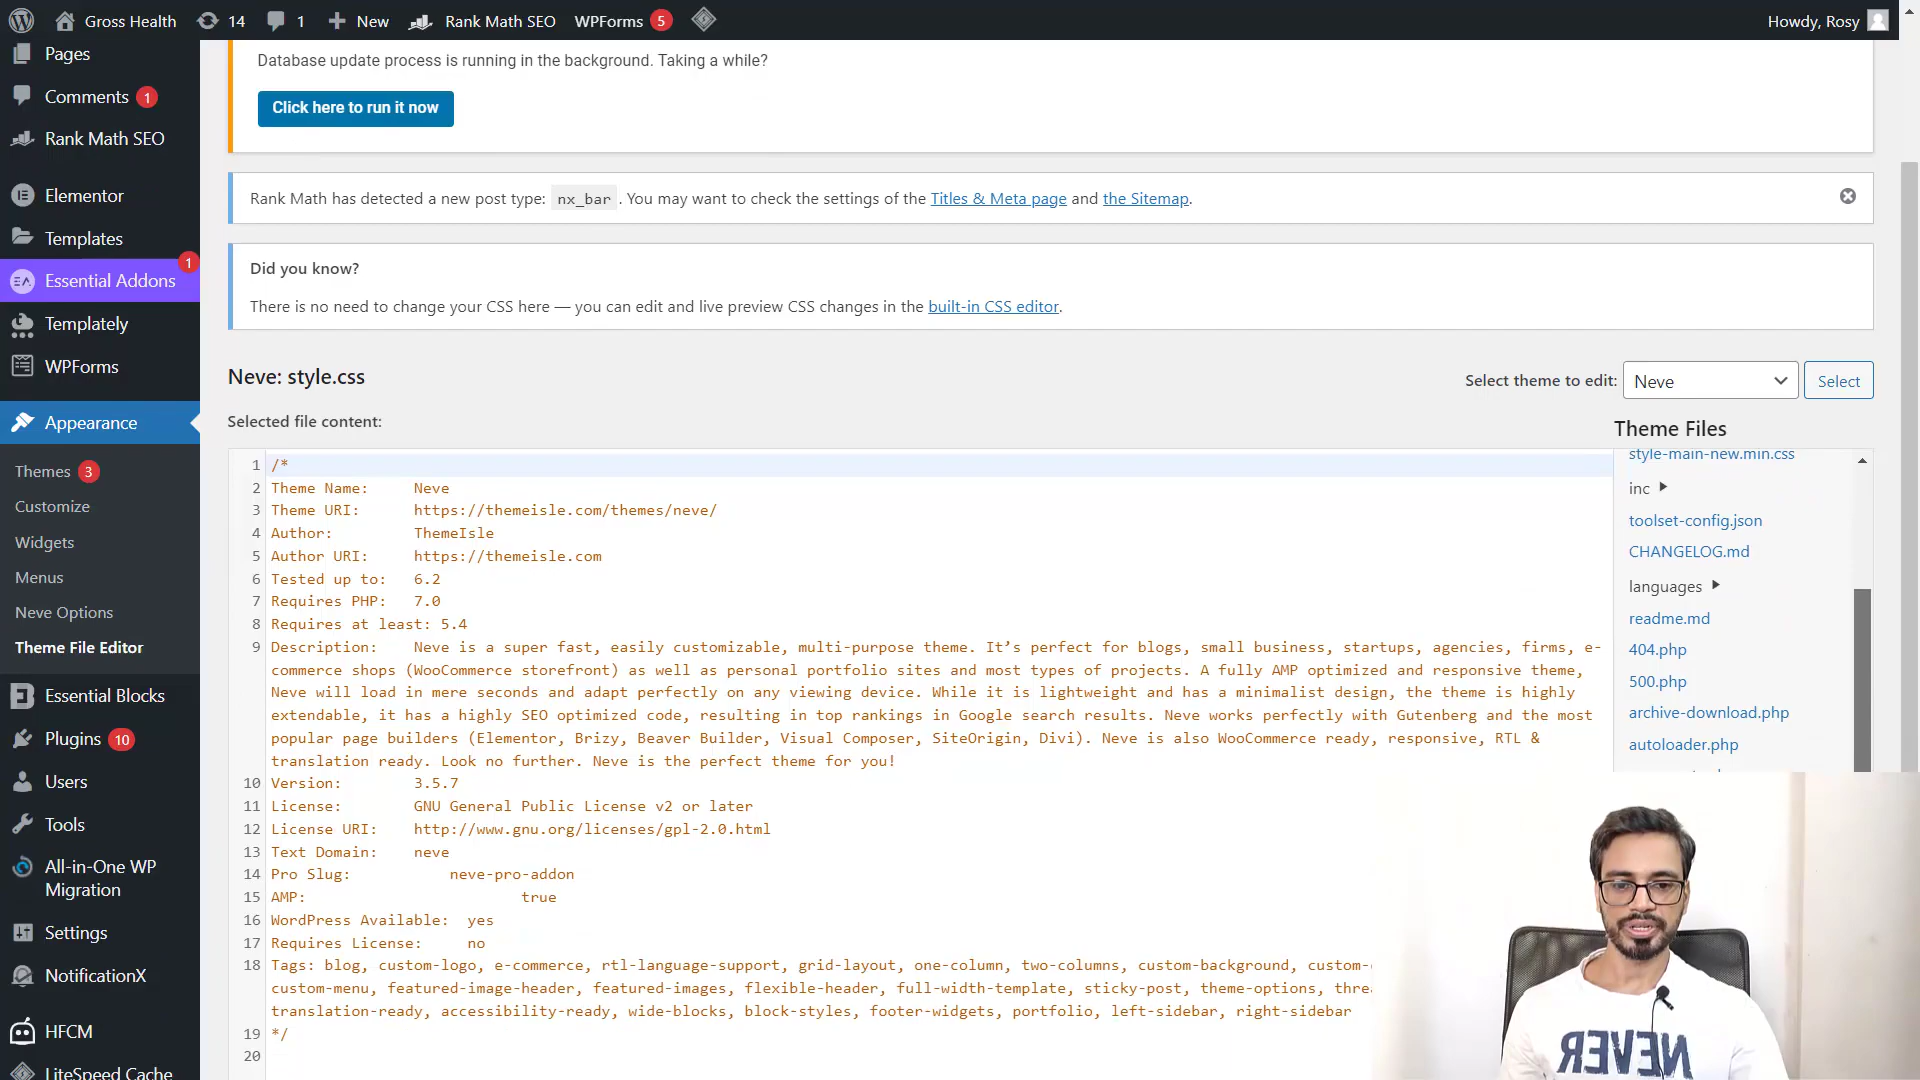 Gross Health
14
1
New
Rank Math SEO
WPForms
5
Howdy, Rosy
Pages
Comments
1
Rank Math SEO
Elementor
Templates
Essential Addons
1
Templately
WPForms
Appearance
Themes
3
Customize
Widgets
Menus
Neve Options
Theme File Editor
Essential Blocks
Plugins
10
Users
Tools
All-in-One WP
Migration
Settings
NotificationX
HFCM
LiteSpeed Cache
Database update process is running in the background. Taking a while?
Click here to run it now
Rank Math has detected a new post type: nx_bar . You may want to check the settings of the Titles & Meta page and the Sitemap.
Did you know?
There is no need to change your CSS here — you can edit and live preview CSS changes in the built-in CSS editor.
Neve: style.css
Select theme to edit:
Neve
Select
Selected file content:
1 /*
2 Theme Name: Neve
3 Theme URI: https://themeisle.com/themes/neve/
4 Author: ThemeIsle
5 Author URI: https://themeisle.com
6 Tested up to: 6.2
7 Requires PHP: 7.0
8 Requires at least: 5.4
9 Description: Neve is a super fast, easily customizable, multi-purpose theme. It’s perfect for blogs, small business, startups, agencies, firms, e-
commerce shops (WooCommerce storefront) as well as personal portfolio sites and most types of projects. A fully AMP optimized and responsive theme,
Neve will load in mere seconds and adapt perfectly on any viewing device. While it is lightweight and has a minimalist design, the theme is highly
extendable, it has a highly SEO optimized code, resulting in top rankings in Google search results. Neve works perfectly with Gutenberg and the most
popular page builders (Elementor, Brizy, Beaver Builder, Visual Composer, SiteOrigin, Divi). Neve is also WooCommerce ready, responsive, RTL &
translation ready. Look no further. Neve is the perfect theme for you!
10 Version: 3.5.7
11 License: GNU General Public License v2 or later
12 License URI: http://www.gnu.org/licenses/gpl-2.0.html
13 Text Domain: neve
14 Pro Slug: neve-pro-addon
15 AMP: true
16 WordPress Available: yes
17 Requires License: no
18 Tags: blog, custom-logo, e-commerce, rtl-language-support, grid-layout, one-column, two-columns, custom-background, custom-
custom-menu, featured-image-header, featured-images, flexible-header, full-width-template, sticky-post, theme-options,
translation-ready, accessibility-ready, wide-blocks, block-styles, footer-widgets, portfolio, left-sidebar, right-sidebar
19 */
20
Theme Files
style-main-new.min.css
inc
toolset-config.json
CHANGELOG.md
languages
readme.md
404.php
500.php
archive-download.php
autoloader.php
NEVER